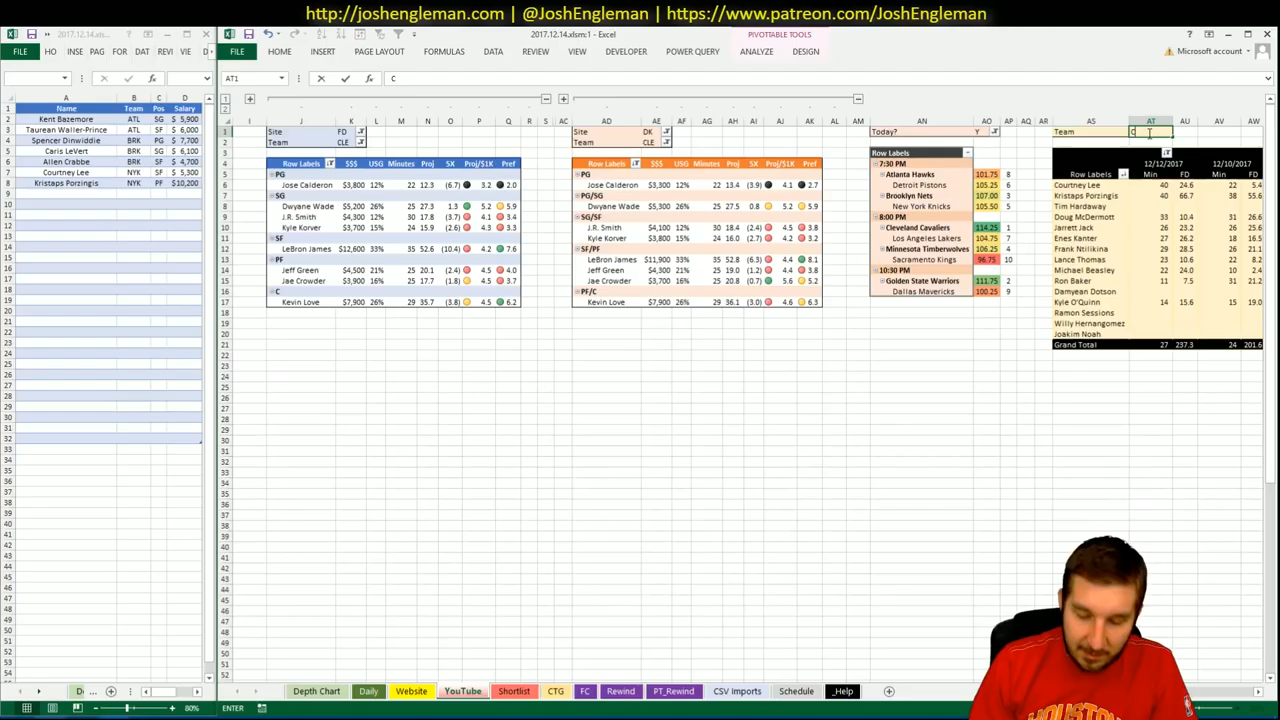 http://joshengleman.com | @JoshEngleman | https://www.patreon.com/JoshEngleman
2017.12.14.xls...
2017.12.14.xlsm:1 - Excel
PIVOTTABLE TOOLS
FILE HO INSE PAG FOR DAT REVI VIE D
FILE HOME INSERT PAGE LAYOUT FORMULAS DATA REVIEW VIEW DEVELOPER POWER QUERY ANALYZE DESIGN Microsoft account
AT1 C
Name Team Pos Salary
Kent Bazemore ATL SG $ 5,900
Taurean Waller-Prince ATL SF $ 6,000
Spencer Dinwiddie BRK PG $ 7,700
Caris LeVert BRK SG $ 6,100
Allen Crabbe BRK SF $ 4,700
Courtney Lee NYK SF $ 5,300
Kristaps Porzingis NYK PF $10,200
Site FD
Team CLE
Row Labels $$$ USG Minutes Proj SX Proj/$1K Pref
PG
Jose Calderon $3,800 12% 22 12.3 (6.7) 3.2 2.0
SG
Dwyane Wade $5,200 26% 25 27.3 1.3 5.2 5.9
J.R. Smith $4,300 12% 30 17.8 (3.7) 4.1 3.4
Kyle Korver $3,700 15% 26 15.9 (2.6) 4.3 3.3
SF
LeBron James $12,600 33% 35 52.6 (10.4) 4.2 7.6
PF
Jeff Green $4,500 21% 25 20.1 (2.4) 4.5 4.0
Jae Crowder $3,900 15% 25 17.7 (1.8) 4.5 3.7
C
Kevin Love $7,900 26% 29 35.7 (3.8) 4.5 6.2
Site DK
Team CLE
Row Labels $$$ USG Minutes Proj SX Proj/$1K Pref
PG
Jose Calderon $3,300 12% 22 13.4 (3.9) 4.1 2.7
PG/SG
Dwyane Wade $5,300 26% 25 27.5 0.8 5.2 5.9
SG/SF
J.R. Smith $4,100 12% 30 18.4 (2.4) 4.5 4.0
Kyle Korver $3,800 15% 26 16.0 (2.7) 4.2 3.2
SF/PF
LeBron James $11,900 33% 35 52.8 (6.3) 4.4 8.1
Jeff Green $4,300 21% 25 19.0 (1.2) 4.4 3.8
Jae Crowder $3,700 15% 25 20.8 (0.7) 5.6 5.2
PF/C
Kevin Love $7,900 26% 29 36.1 (3.0) 4.6 6.3
Today? Y
Row Labels
7:30 PM
Atlanta Hawks 101.75 8
Detroit Pistons 105.25 6
Brooklyn Nets 107.00 3
New York Knicks 105.50 5
8:00 PM
Cleveland Cavaliers 114.25 1
Los Angeles Lakers 104.75 7
Minnesota Timberwolves 106.25 4
Sacramento Kings 96.75 10
10:30 PM
Golden State Warriors 111.75 2
Dallas Mavericks 100.25 9
Team C
12/12/2017 12/10/2017
Row Labels Min FD Min FD
Courtney Lee 40 24.6 22 5.4
Kristaps Porzingis 40 66.7 38 55.6
Tim Hardaway
Doug McDermott 33 10.4 31 26.6
Jarrett Jack 26 23.2 27 26.5
Enes Kanter 27 26.2 18 16.5
Frank Ntilikina 29 28.5 26 31.1
Lance Thomas 23 10.6 22 8.2
Michael Beasley 22 24.0 10 2.4
Ron Baker 11 7.5 31 21.2
Damyean Dotson
Kyle O'Quinn 14 15.6 15 19.0
Ramon Sessions
Willy Hernangomez
Joakim Noah
Grand Total 27 237.3 24 201.6
HOUSTON
Depth Chart Daily Website YouTube Shortlist CTG FC Rewind PT_Rewind CSV Imports Schedule _Help
80%
ENTER